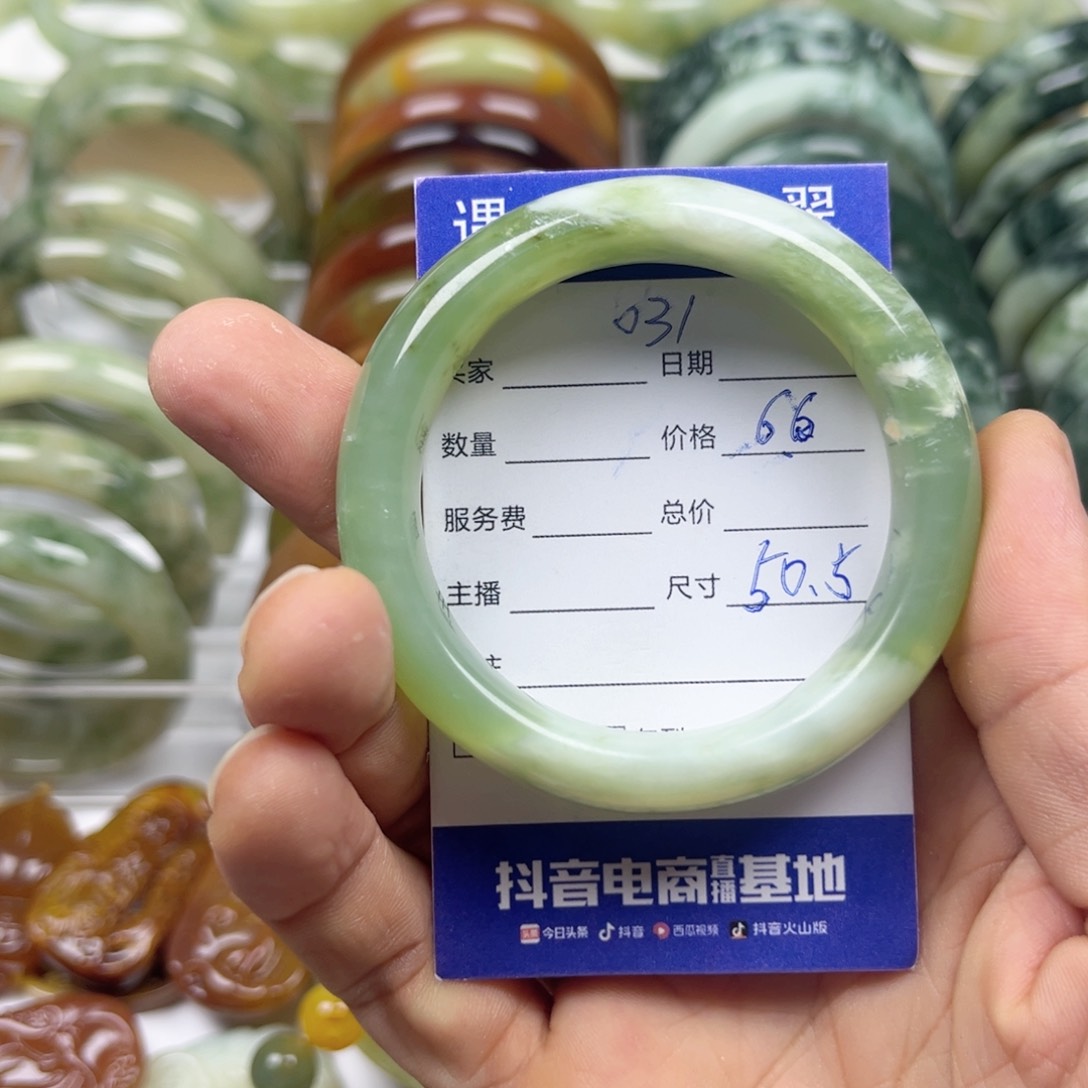 031
家 日期
数量 价格 66
服务费 总价
主播 尺寸 50.5
抖音电商直播基地
头条 今日头条 抖音 西瓜视频 抖音火山版